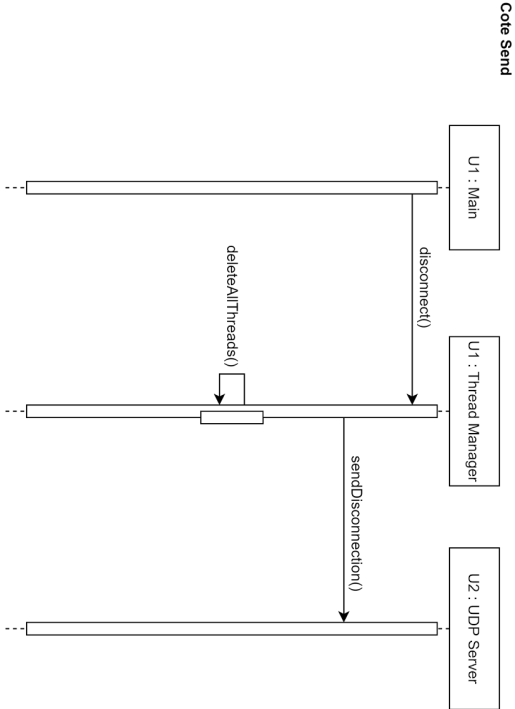 Cote Send
U1 : Main
U1 : Thread Manager
U2 : UDP Server
disconnect()
sendDisconnection()
deleteAllThreads()